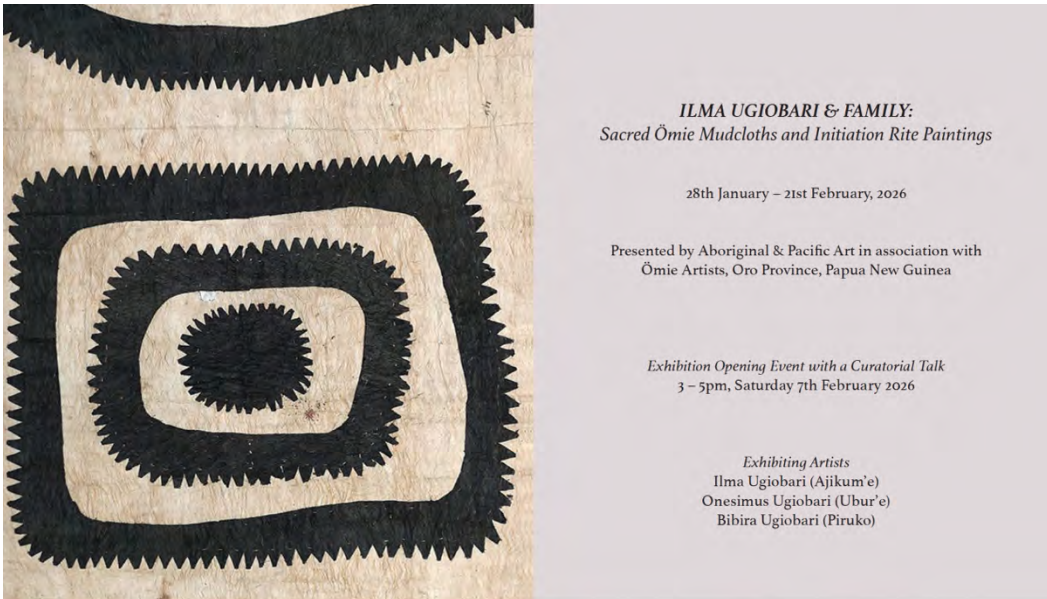 ILMA UGIOBARI & FAMILY:
Sacred Ömie Mudcloths and Initiation Rite Paintings
28th January – 21st February, 2026
Presented by Aboriginal & Pacific Art in association with
Ömie Artists, Oro Province, Papua New Guinea
Exhibition Opening Event with a Curatorial Talk
3 – 5pm, Saturday 7th February 2026
Exhibiting Artists
Ilma Ugiobari (Ajikum’e)
Onesimus Ugiobari (Ubur’e)
Bibira Ugiobari (Piruko)